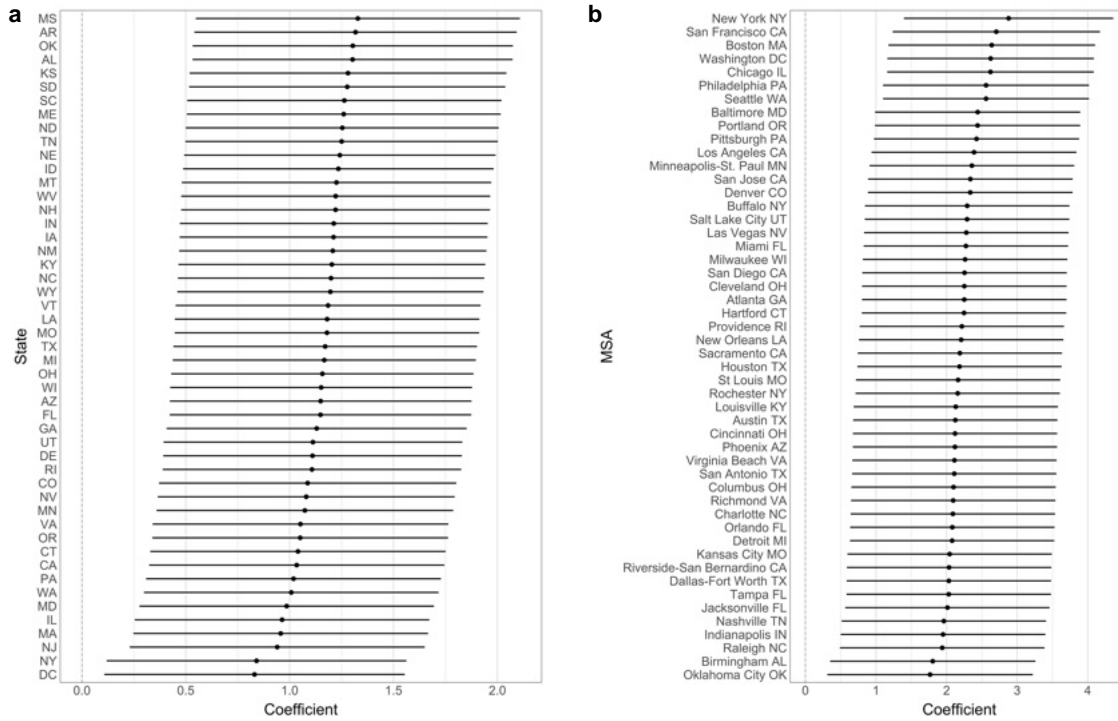 a
MS
AR
OK
AL
KS
SD
SC
ME
ND
TN
NE
ID
MT
WV
NH
IN
IA
NM
KY
NC
WY
VT
LA
MO
TX
MI
OH
WI
AZ
FL
GA
UT
DE
RI
CO
NV
MN
VA
OR
CT
CA
PA
WA
MD
IL
MA
NJ
NY
DC
State
0.0 0.5 1.0 1.5 2.0
Coefficient
b
New York NY
San Francisco CA
Boston MA
Washington DC
Chicago IL
Philadelphia PA
Seattle WA
Baltimore MD
Portland OR
Pittsburgh PA
Los Angeles CA
Minneapolis-St. Paul MN
San Jose CA
Denver CO
Buffalo NY
Salt Lake City UT
Las Vegas NV
Miami FL
Milwaukee WI
San Diego CA
Cleveland OH
Atlanta GA
Hartford CT
Providence RI
New Orleans LA
Sacramento CA
Houston TX
St Louis MO
Rochester NY
Louisville KY
Austin TX
Cincinnati OH
Phoenix AZ
Virginia Beach VA
San Antonio TX
Columbus OH
Richmond VA
Charlotte NC
Orlando FL
Detroit MI
Kansas City MO
Riverside-San Bernardino CA
Dallas-Fort Worth TX
Tampa FL
Jacksonville FL
Nashville TN
Indianapolis IN
Raleigh NC
Birmingham AL
Oklahoma City OK
MSA
0 1 2 3 4
Coefficient